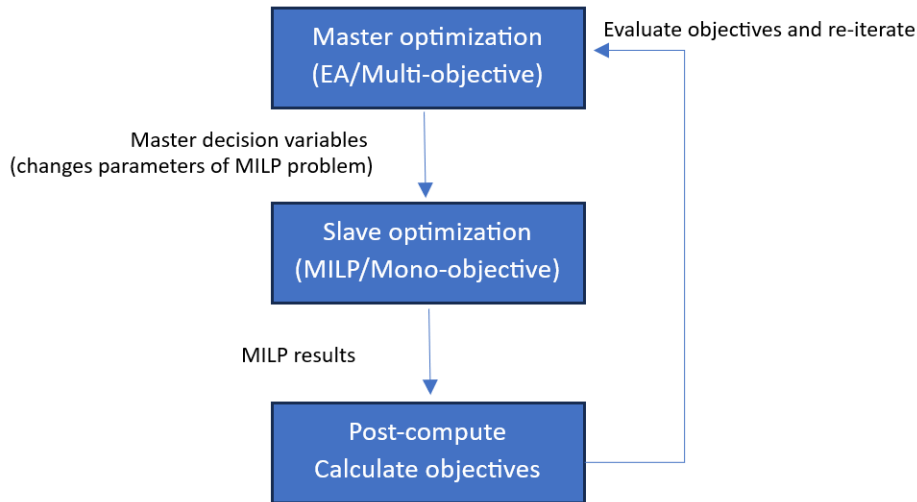 Evaluate objectives and re-iterate
Master optimization
(EA/Multi-objective)
Master decision variables
(changes parameters of MILP problem)
Slave optimization
(MILP/Mono-objective)
MILP results
Post-compute
Calculate objectives